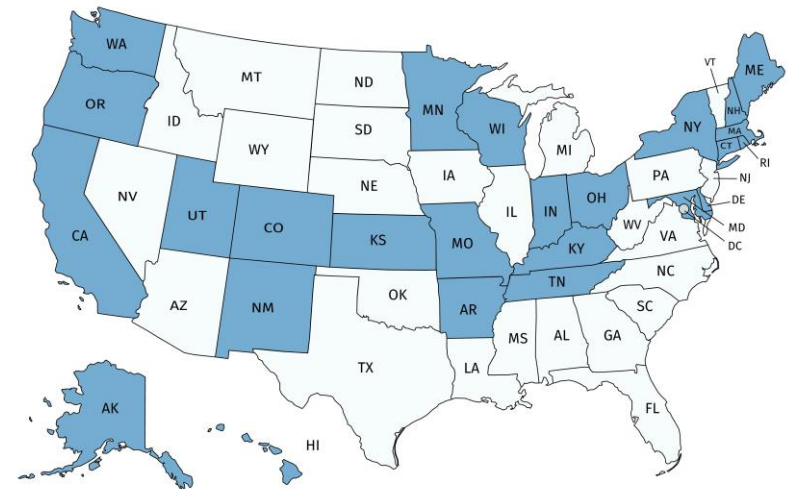 WA
MT
ND
MN
OR
ID
SD
WI
WY
MI
VT
ME
NH
NY
MA
CT
RI
NV
UT
CO
NE
IA
IL
IN
OH
PA
NJ
DE
MD
DC
CA
KS
MO
KY
WV
VA
AZ
NM
OK
AR
TN
NC
SC
TX
LA
MS
AL
GA
FL
AK
HI